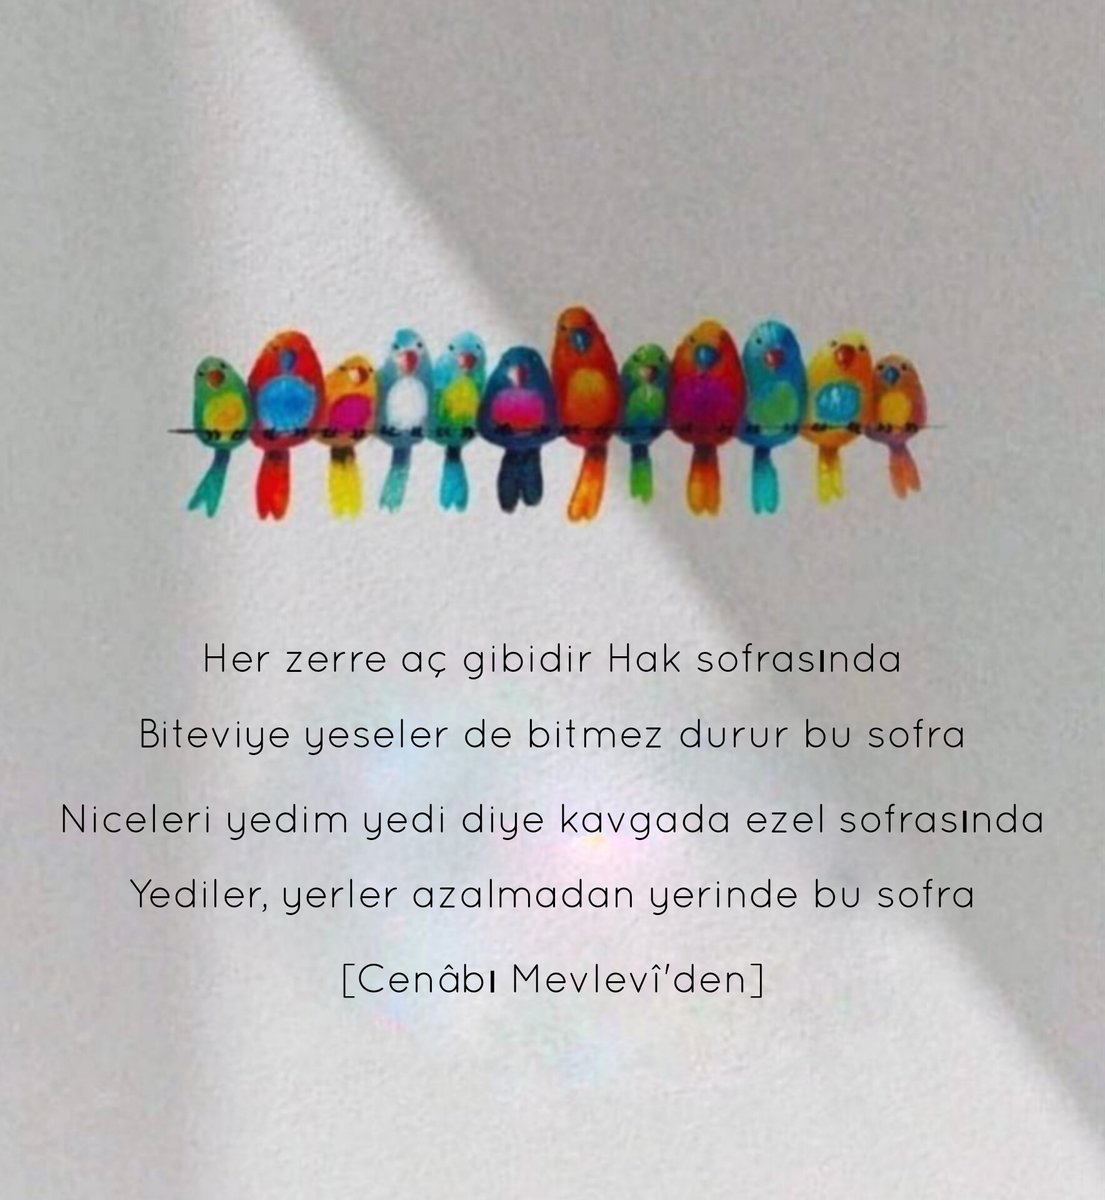 Her zerre aç gibidir Hak sofrasında
Biteviye yeseler de bitmez durur bu sofra
Niceleri yedim yedi diye kavgada ezel sofrasında
Yediler, yerler azalmadan yerinde bu sofra
[Cenâbı Mevlevî'den]